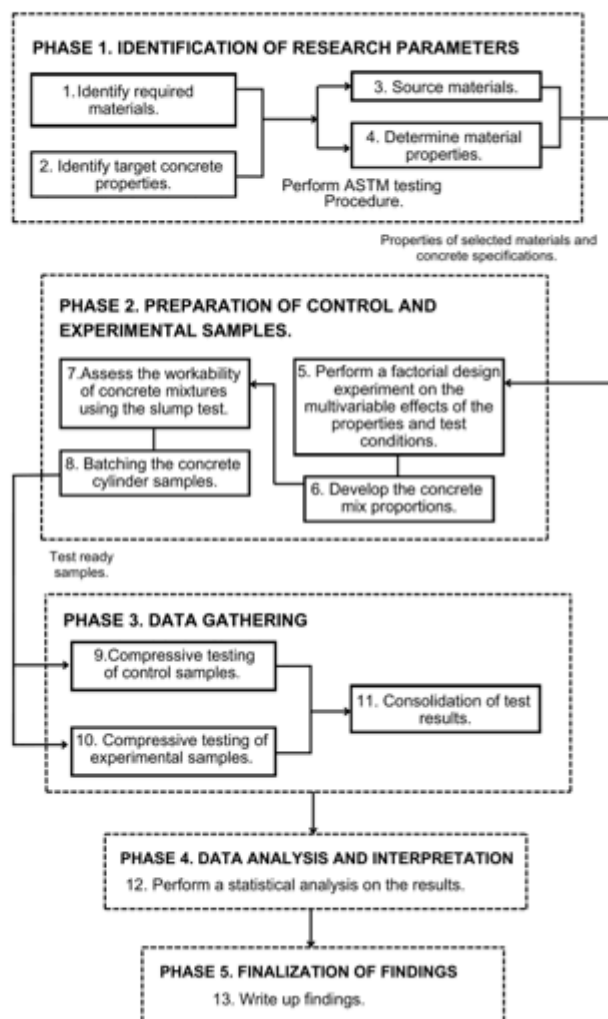 PHASE 1. IDENTIFICATION OF RESEARCH PARAMETERS
1. Identify required
materials.
2. Identify target concrete
properties.
3. Source materials.
4. Determine material
properties.
Perform ASTM testing
Procedure.
Properties of selected materials and
concrete specifications.
PHASE 2. PREPARATION OF CONTROL AND
EXPERIMENTAL SAMPLES.
5. Perform a factorial design
experiment on the
multivariable effects of the
properties and test
conditions.
6. Develop the concrete
mix proportions.
7.Assess the workability
of concrete mixtures
using the slump test.
8. Batching the concrete
cylinder samples.
Test ready
samples.
PHASE 3. DATA GATHERING
9.Compressive testing
of control samples.
10. Compressive testing of
experimental samples.
11. Consolidation of test
results.
PHASE 4. DATA ANALYSIS AND INTERPRETATION
12. Perform a statistical analysis on the results.
PHASE 5. FINALIZATION OF FINDINGS
13. Write up findings.